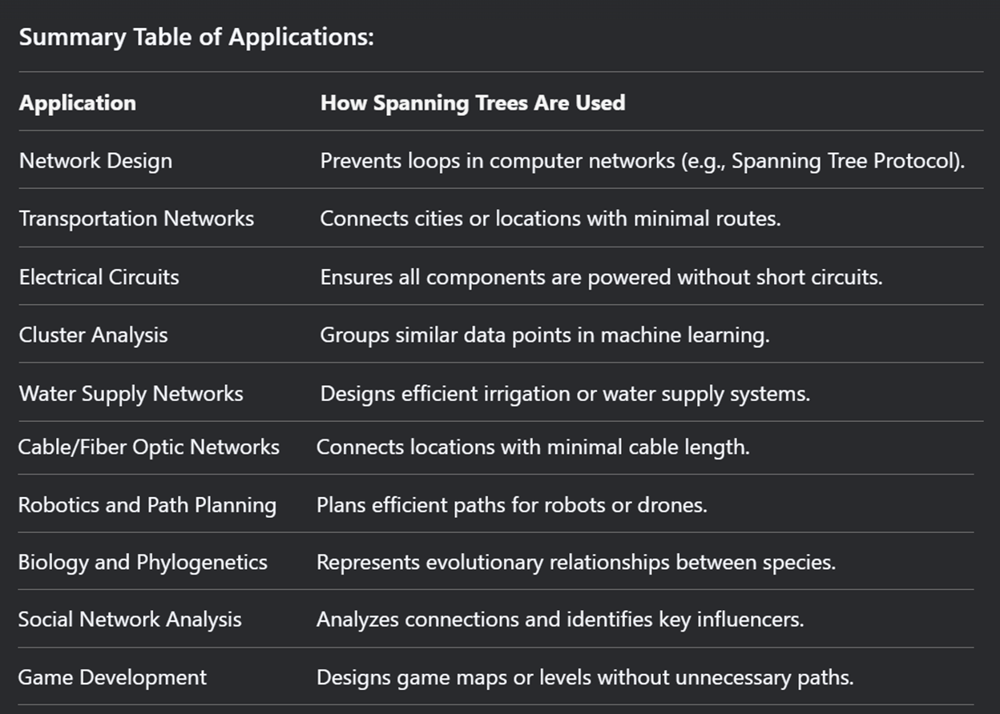 Summary Table of Applications:
Application How Spanning Trees Are Used
Network Design Prevents loops in computer networks (e.g., Spanning Tree Protocol).
Transportation Networks Connects cities or locations with minimal routes.
Electrical Circuits Ensures all components are powered without short circuits.
Cluster Analysis Groups similar data points in machine learning.
Water Supply Networks Designs efficient irrigation or water supply systems.
Cable/Fiber Optic Networks Connects locations with minimal cable length.
Robotics and Path Planning Plans efficient paths for robots or drones.
Biology and Phylogenetics Represents evolutionary relationships between species.
Social Network Analysis Analyzes connections and identifies key influencers.
Game Development Designs game maps or levels without unnecessary paths.